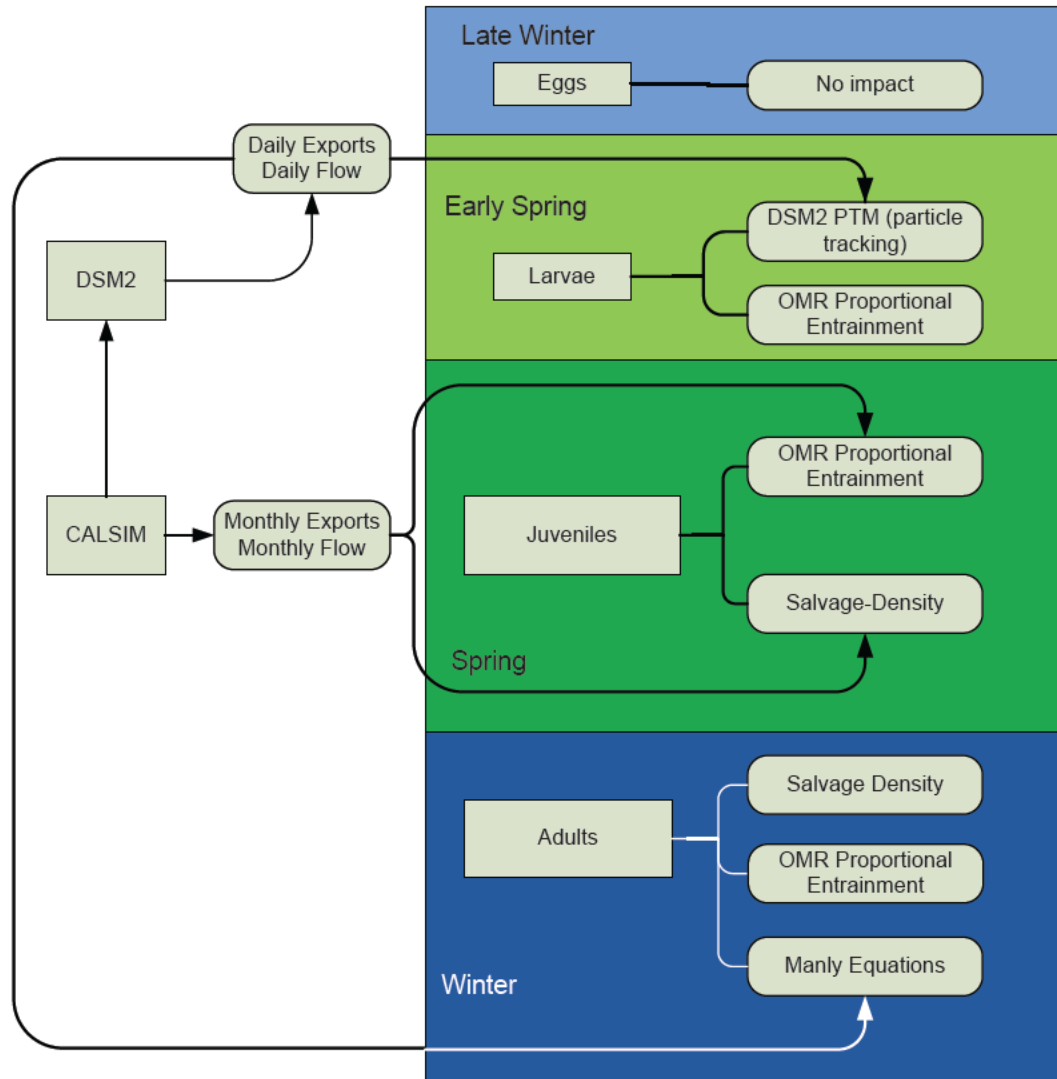 Late Winter
Eggs
No impact
Daily Exports
Daily Flow
Early Spring
DSM2 PTM (particle
tracking)
DSM2
Larvae
OMR Proportional
Entrainment
OMR Proportional
Entrainment
CALSIM
Monthly Exports
Monthly Flow
Juveniles
Salvage-Density
Spring
Salvage Density
Adults
OMR Proportional
Entrainment
Manly Equations
Winter